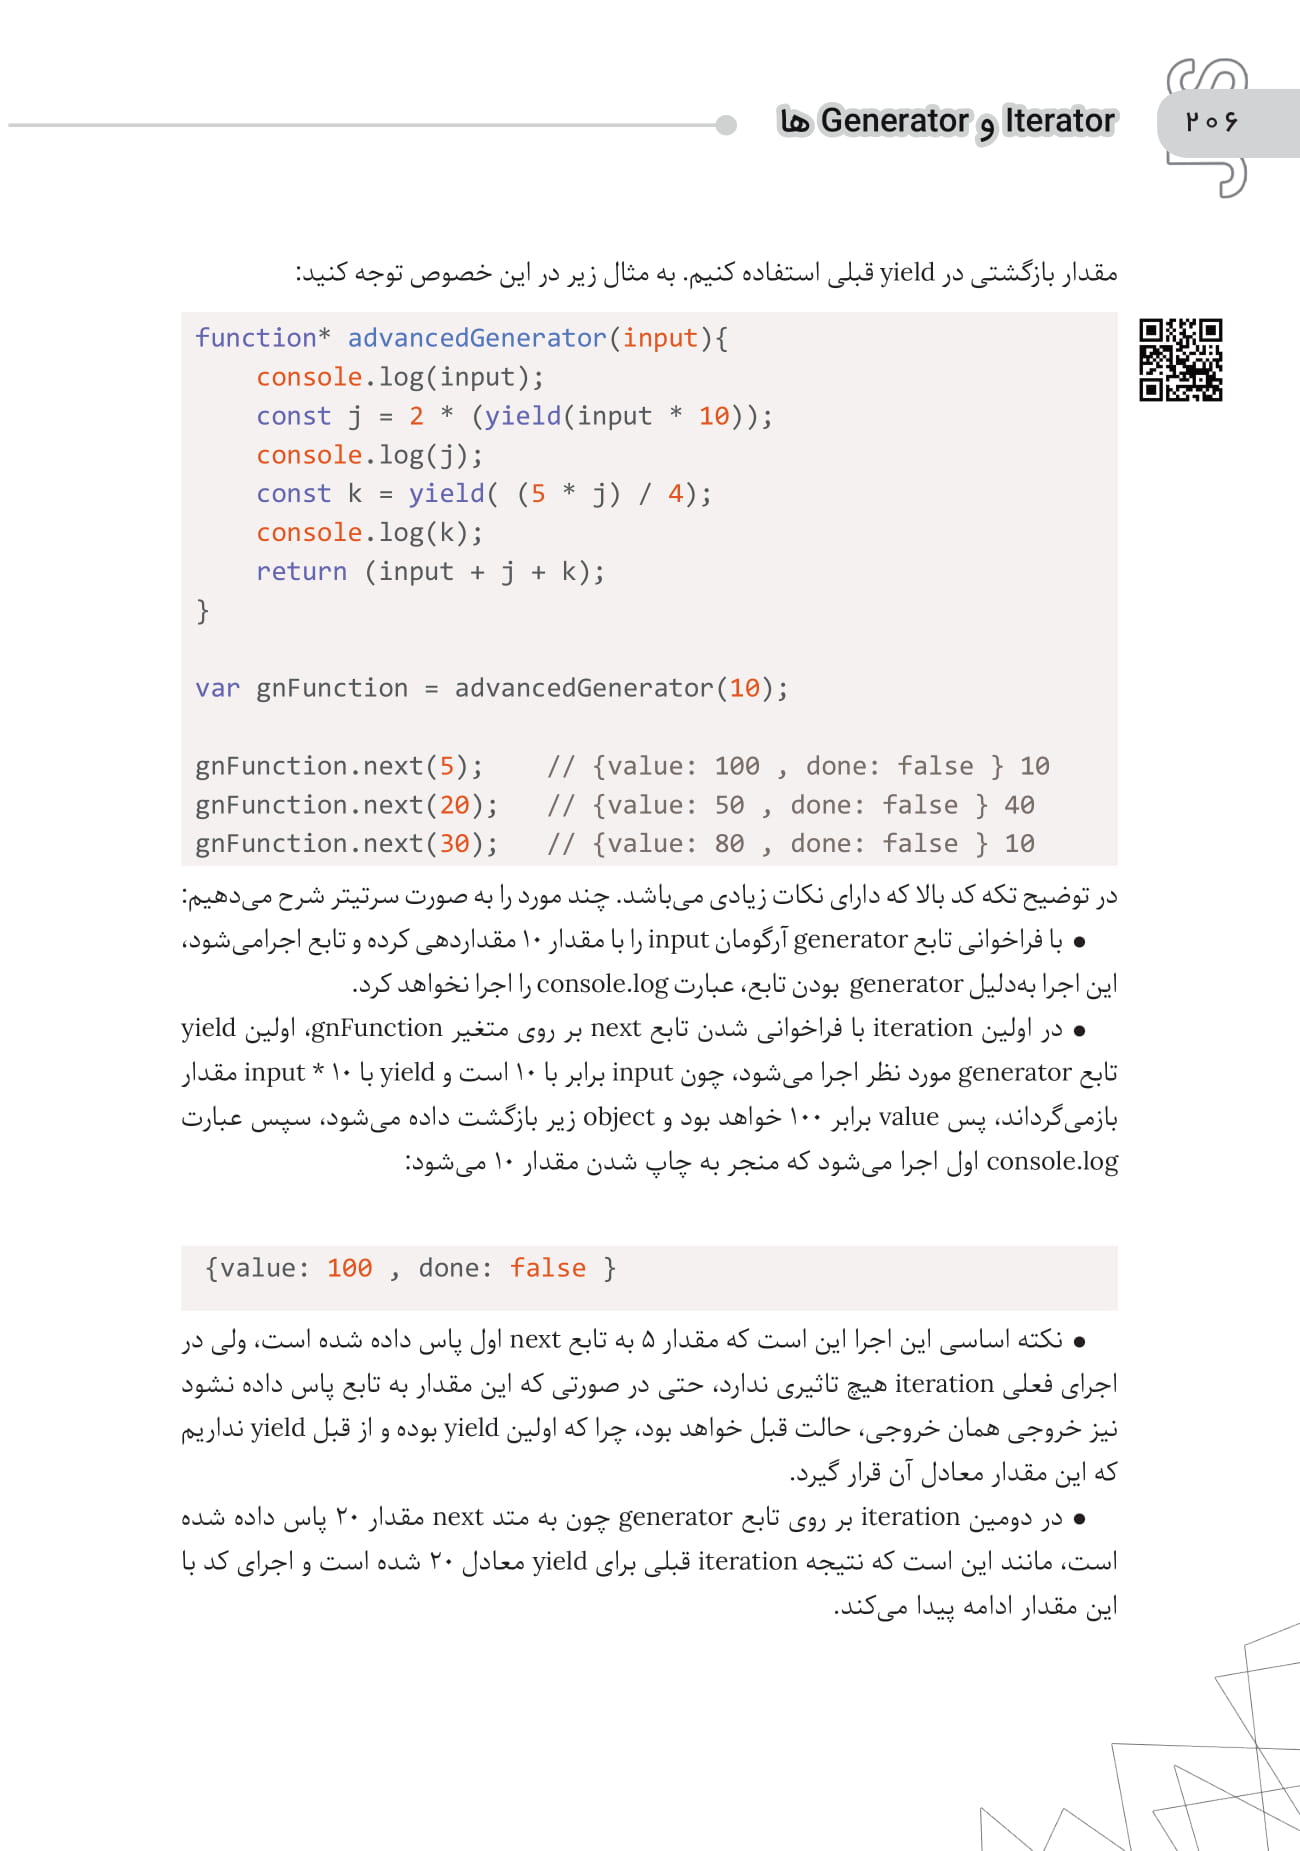 ۲۰۶
Iterator و Generator ها
مقدار بازگشتی در yield قبلی استفاده کنیم. به مثال زیر در این خصوص توجه کنید:
function* advancedGenerator(input){
    console.log(input);
    const j = 2 * (yield(input * 10));
    console.log(j);
    const k = yield( (5 * j) / 4);
    console.log(k);
    return (input + j + k);
}
var gnFunction = advancedGenerator(10);
gnFunction.next(5);    // {value: 100 , done: false } 10
gnFunction.next(20);   // {value: 50 , done: false } 40
gnFunction.next(30);   // {value: 80 , done: false } 10
در توضیح تکه کد بالا که دارای نکات زیادی می‌باشد. چند مورد را به صورت سرتیتر شرح می‌دهیم:
● با فراخوانی تابع generator آرگومان input را با مقدار ۱۰ مقداردهی کرده و تابع اجرامی‌شود،
این اجرا به‌دلیل generator بودن تابع، عبارت console.log را اجرا نخواهد کرد.
● در اولین iteration با فراخوانی شدن تابع next بر روی متغیر gnFunction، اولین yield
تابع generator مورد نظر اجرا می‌شود، چون input برابر با ۱۰ است و yield با ۱۰ * input مقدار
بازمی‌گرداند، پس value برابر ۱۰۰ خواهد بود و object زیر بازگشت داده می‌شود، سپس عبارت
console.log اول اجرا می‌شود که منجر به چاپ شدن مقدار ۱۰ می‌شود:
{value: 100 , done: false }
● نکته اساسی این اجرا این است که مقدار ۵ به تابع next اول پاس داده شده است، ولی در
اجرای فعلی iteration هیچ تاثیری ندارد، حتی در صورتی که این مقدار به تابع پاس داده نشود
نیز خروجی همان خروجی، حالت قبل خواهد بود، چرا که اولین yield بوده و از قبل yield نداریم
که این مقدار معادل آن قرار گیرد.
● در دومین iteration بر روی تابع generator چون به متد next مقدار ۲۰ پاس داده شده
است، مانند این است که نتیجه iteration قبلی برای yield معادل ۲۰ شده است و اجرای کد با
این مقدار ادامه پیدا می‌کند.